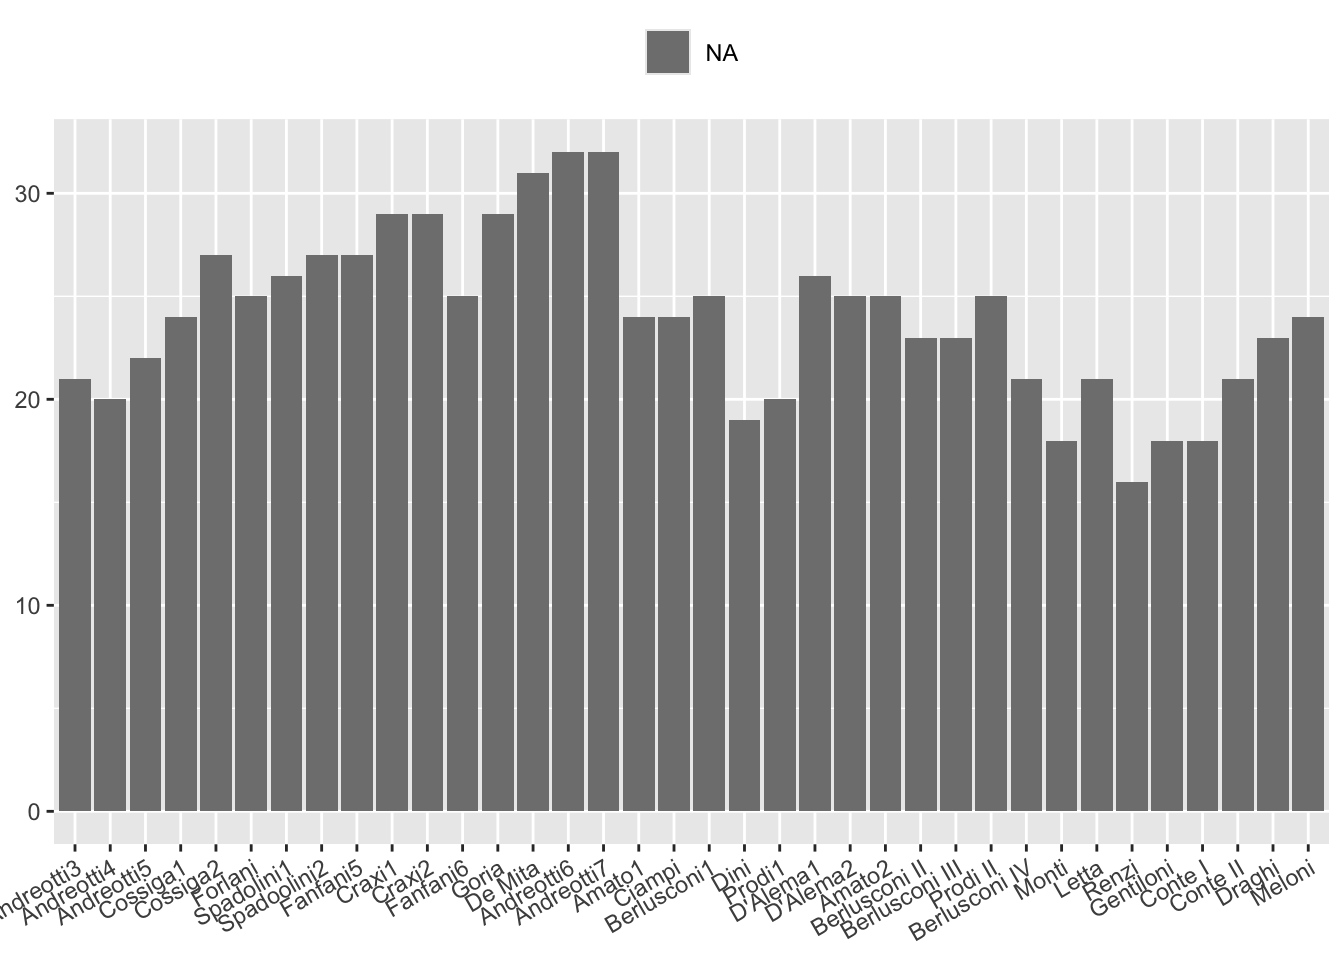 NA
30
20
10
0
ndreotti3
Andreotti4
Andreotti5
Cossiga1
Cossiga2
Forlani
Spadolini1
Spadolini2
Fanfani5
Craxi1
Craxi2
Fanfani6
Goria
De Mita
Andreotti6
Andreotti7
Amato1
Ciampi
Berlusconi1
Dini
Prodi1
D'Alema1
D'Alema2
Amato2
Berlusconi II
Berlusconi III
Prodi II
Berlusconi IV
Monti
Letta
Renzi
Gentiloni
Conte I
Conte II
Draghi
Meloni